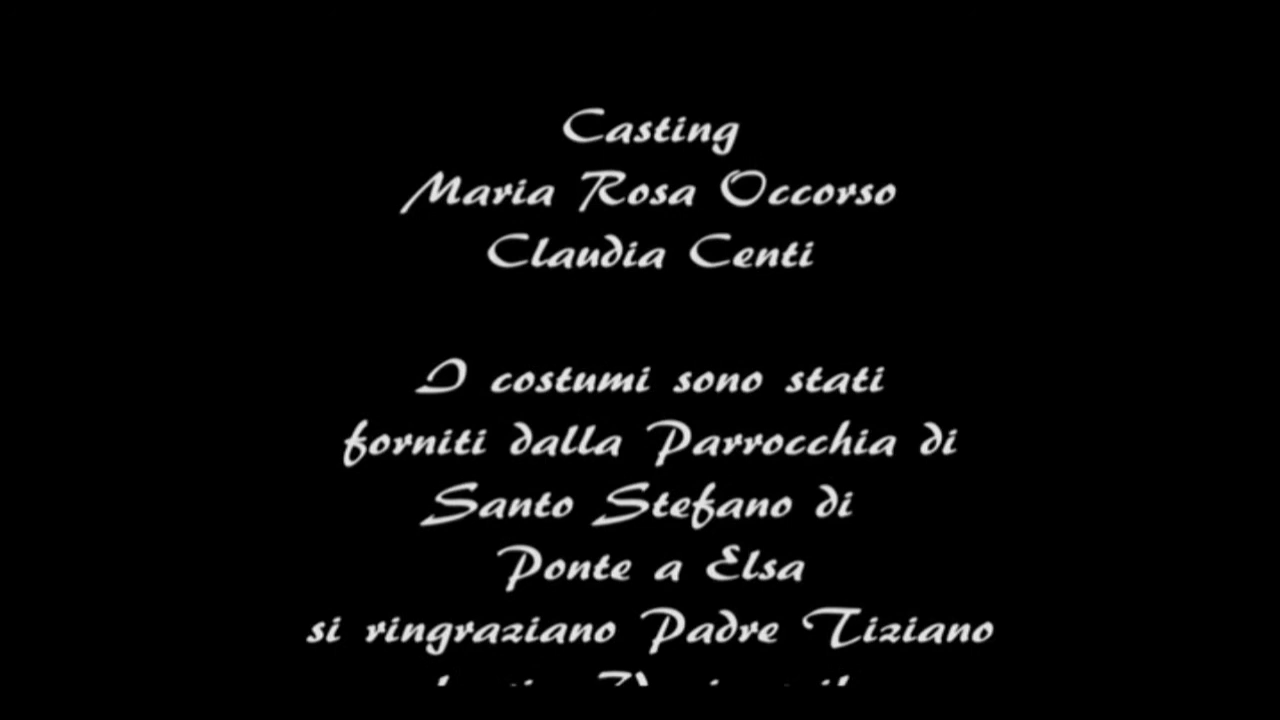 Casting
Maria Rosa Occorso
Claudia Centi
I costumi sono stati
forniti dalla Parrocchia di
Santo Stefano di
Ponte a Elsa
si ringraziano Padre Tiziano